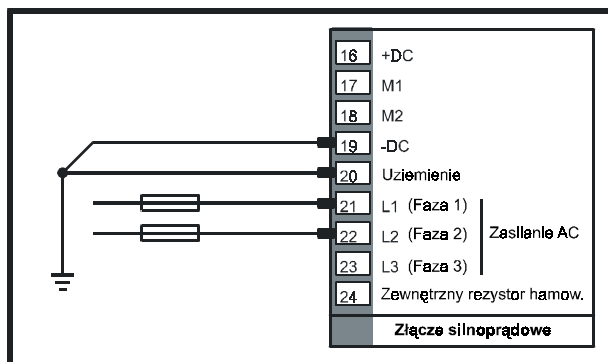 16 +DC
17 M1
18 M2
19 -DC
20 Uziemienie
21 L1 (Faza 1)
22 L2 (Faza 2)
Zasilanie AC
23 L3 (Faza 3)
24 Zewnętrzny rezystor hamow.
Złącze silnoprądowe